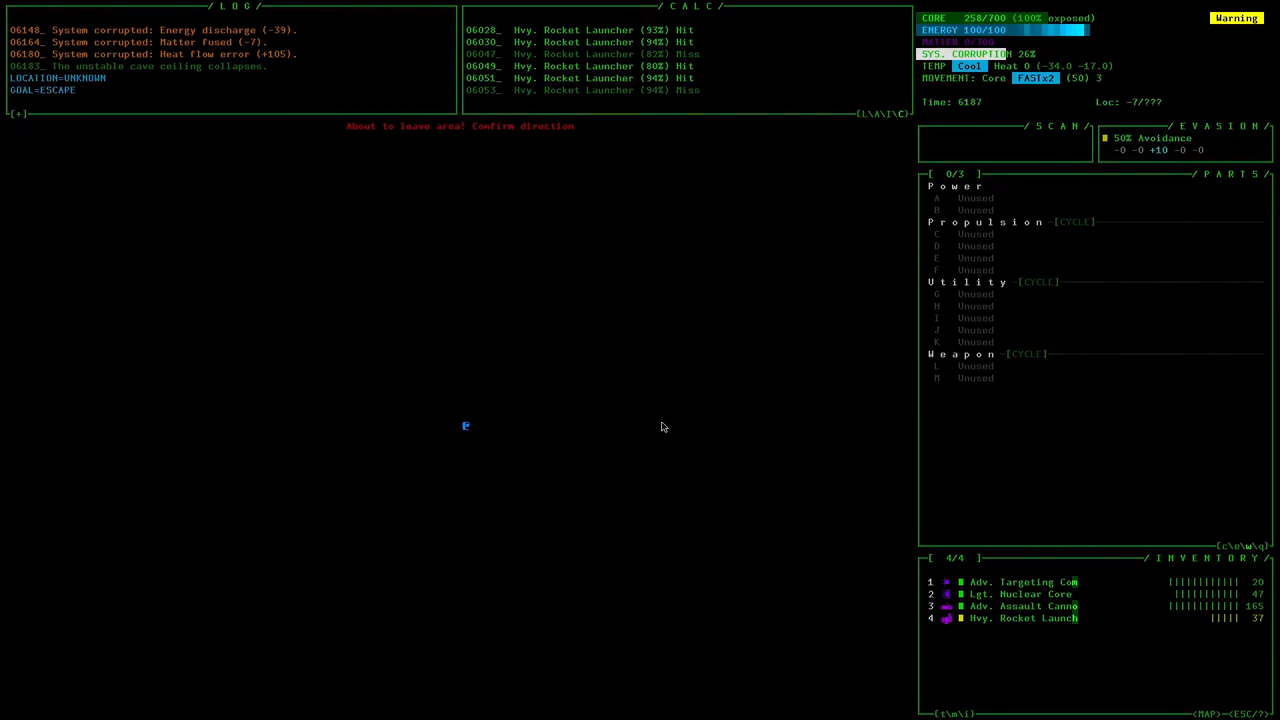 / L O G /
06148_ System corrupted: Energy discharge (-39).
06164_ System corrupted: Matter fused (-7).
06180_ System corrupted: Heat flow error (+105).
06183_ The unstable cave ceiling collapses.
LOCATION=UNKNOWN
GOAL=ESCAPE
[+]
/ C A L C /
06028_ Hvy. Rocket Launcher (93%) Hit
06030_ Hvy. Rocket Launcher (94%) Hit
06047_ Hvy. Rocket Launcher (82%) Miss
06049_ Hvy. Rocket Launcher (80%) Hit
06051_ Hvy. Rocket Launcher (94%) Hit
06053_ Hvy. Rocket Launcher (94%) Miss
[L\A\I\C]
About to leave area! Confirm direction
CORE 258/700 (100% exposed)
Warning
ENERGY 100/100
MATTER 0/300
SYS. CORRUPTION 26%
TEMP Cool Heat 0 (-34.0 -17.0)
MOVEMENT: Core FASTx2 (50) 3
Time: 6187 Loc: -7/???
/ S C A N /
/ E V A S I O N /
50% Avoidance
-0 -0 +10 -0 -0
[ 0/3 ] / P A R T S /
Power
A Unused
B Unused
Propulsion [CYCLE]
C Unused
D Unused
E Unused
F Unused
Utility [CYCLE]
G Unused
H Unused
I Unused
J Unused
K Unused
Weapon [CYCLE]
L Unused
M Unused
[c\e\w\q]
[ 4/4 ] / I N V E N T O R Y /
1 Adv. Targeting Com |||||||||||| 20
2 Lgt. Nuclear Core ||||||||||| 47
3 Adv. Assault Canno |||||||||||| 165
4 Hvy. Rocket Launch ||||| 37
[t\m\i] <MAP>-<ESC/?>